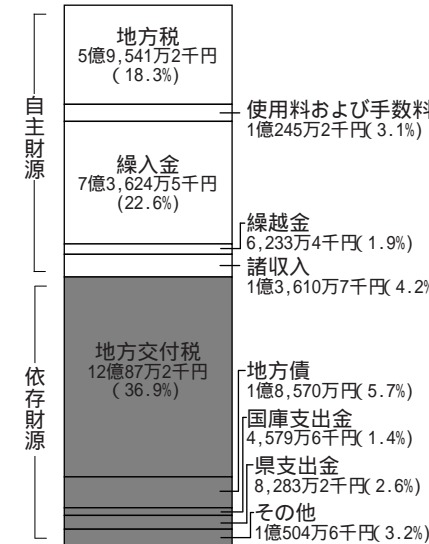 自主財源
地方税
5億9,541万2千円
(18.3%)
使用料および手数料
1億245万2千円(3.1%)
繰入金
7億3,624万5千円
(22.6%)
繰越金
6,233万4千円(1.9%)
諸収入
1億3,610万7千円(4.2%
依存財源
地方交付税
12億87万2千円
(36.9%)
地方債
1億8,570万円(5.7%)
国庫支出金
4,579万6千円(1.4%)
県支出金
8,283万2千円(2.6%)
その他
1億504万6千円(3.2%)